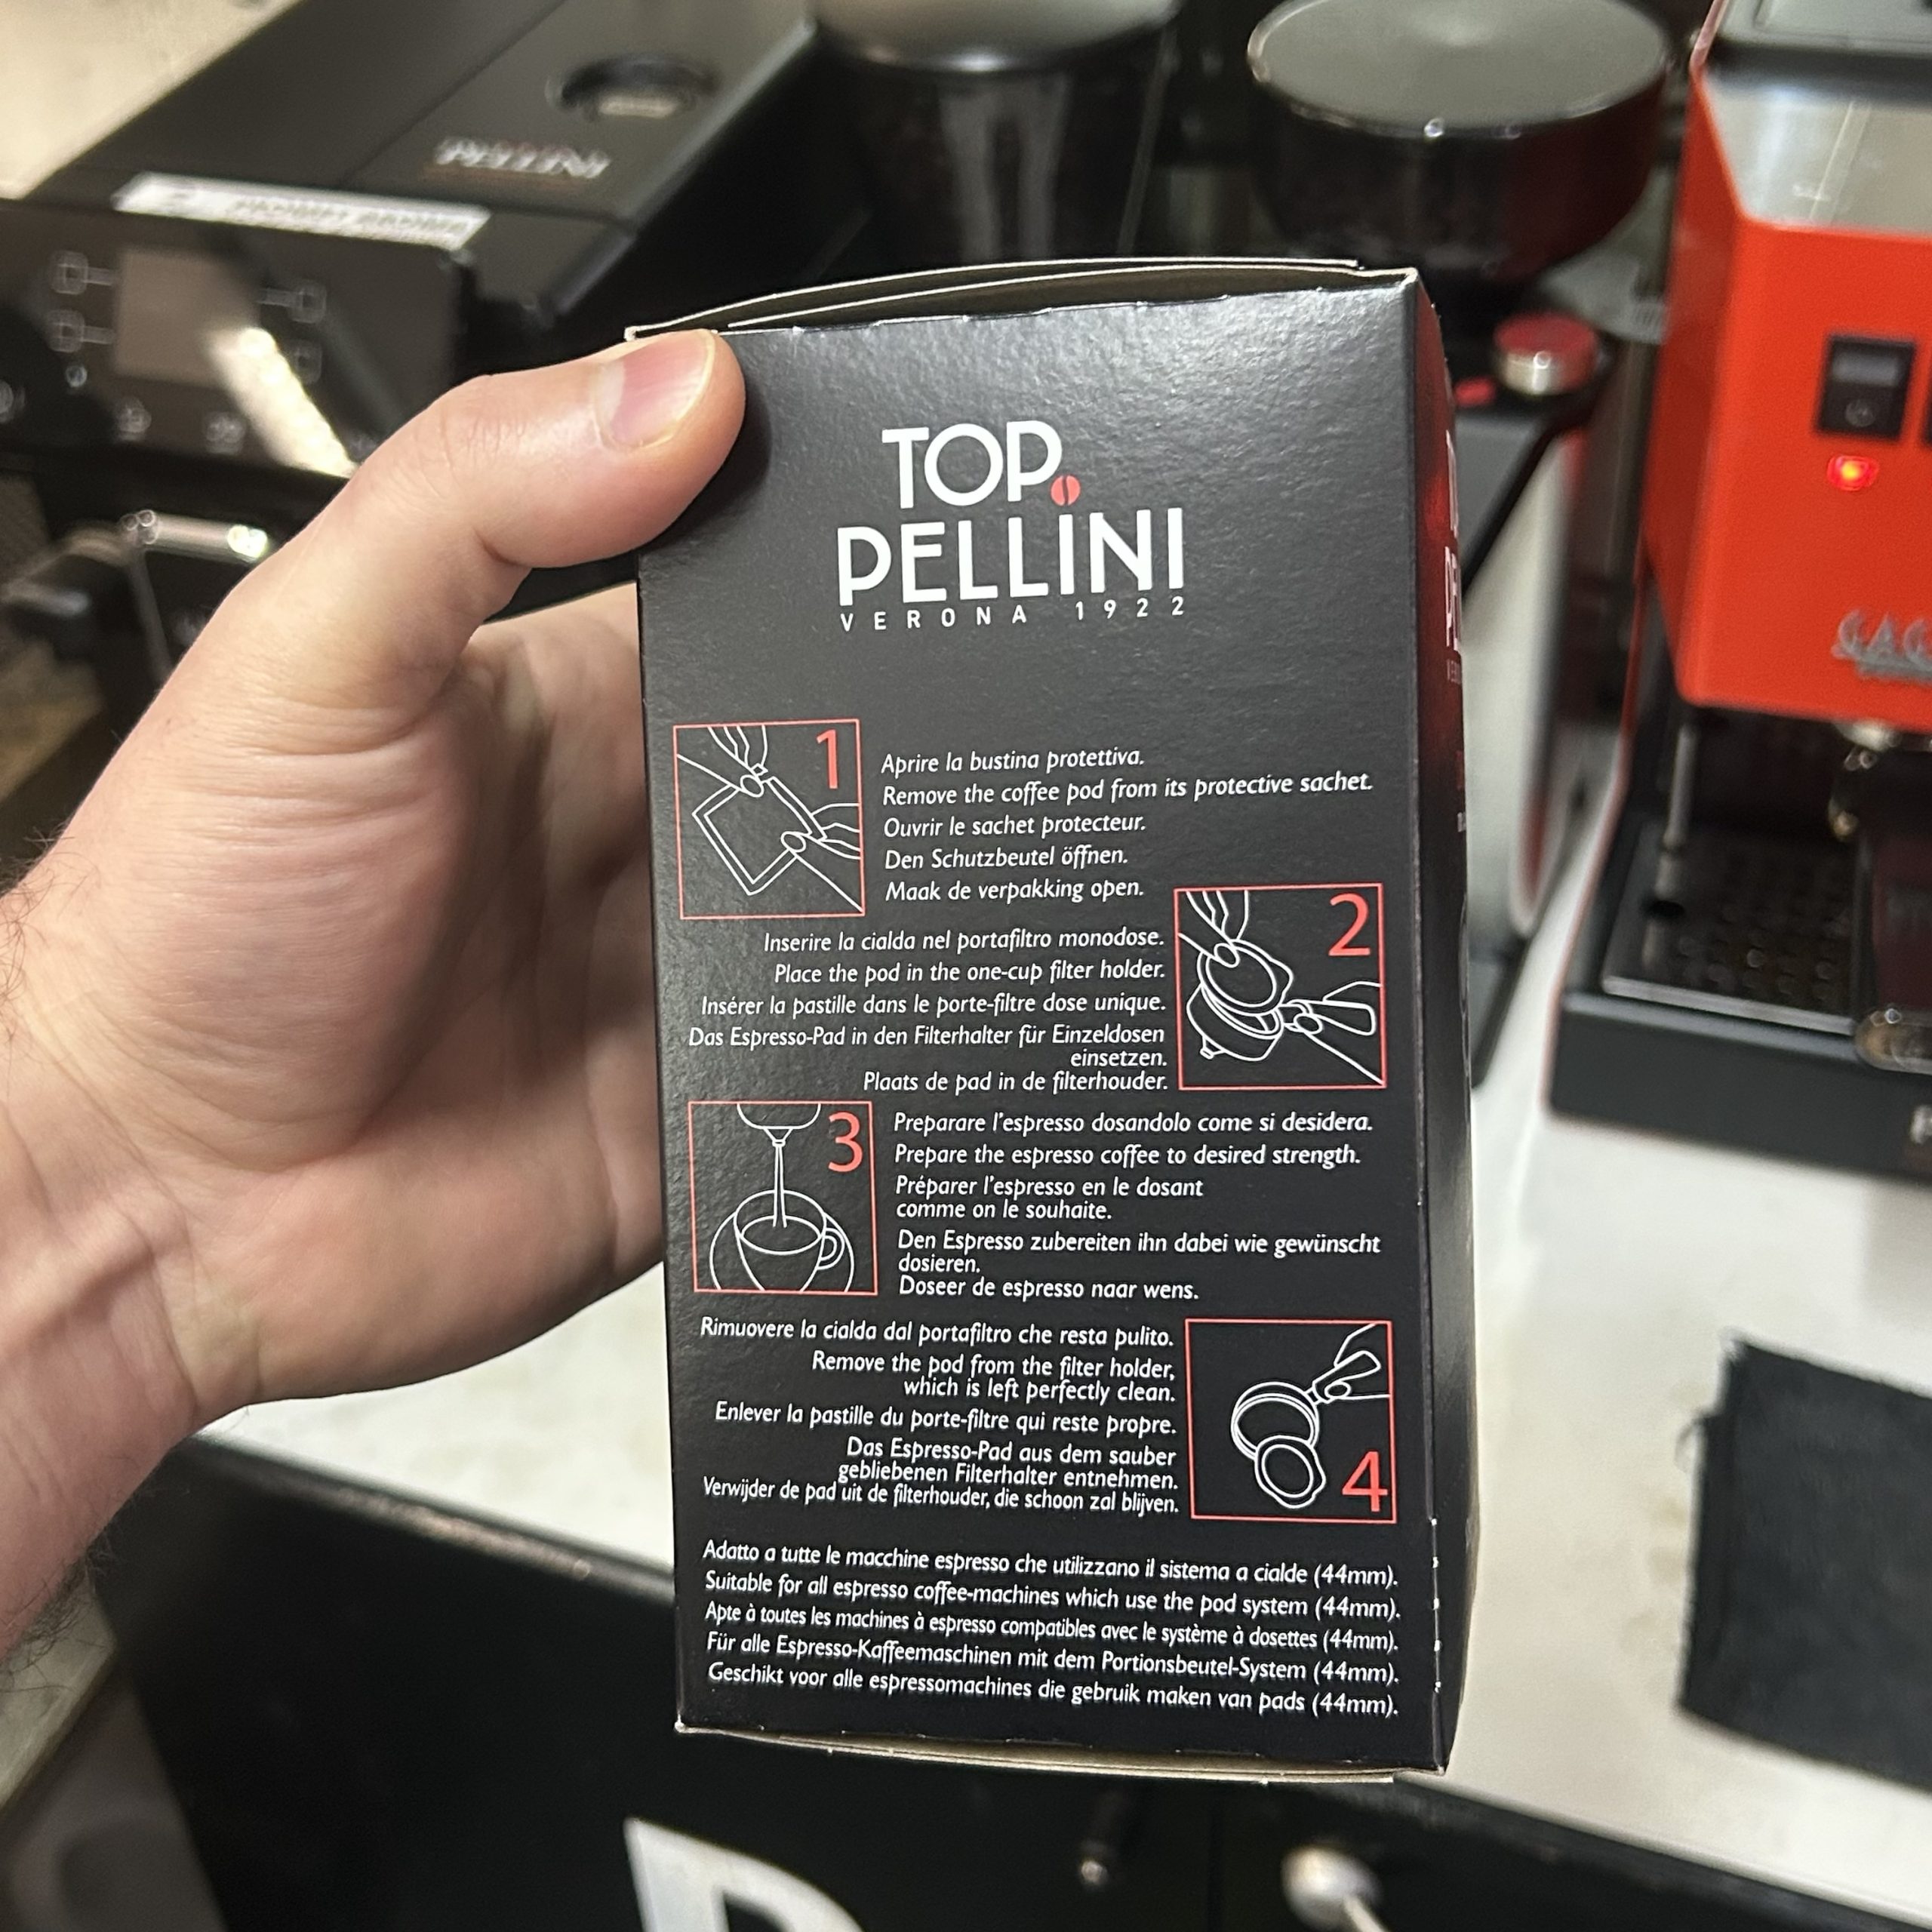 PELLINI
TOP
PELLINI
VERONA 1922
1
Aprire la bustina protettiva.
Remove the coffee pod from its protective sachet.
Ouvrir le sachet protecteur.
Den Schutzbeutel öffnen.
Maak de verpakking open.
2
Inserire la cialda nel portafiltro monodose.
Place the pod in the one-cup filter holder.
Insérer la pastille dans le porte-filtre dose unique.
Das Espresso-Pad in den Filterhalter für Einzeldosen
einsetzen.
Plaats de pad in de filterhouder.
3
Preparare l'espresso dosandolo come si desidera.
Prepare the espresso coffee to desired strength.
Préparer l'espresso en le dosant
comme on le souhaite.
Den Espresso zubereiten ihn dabei wie gewünscht
dosieren.
Doseer de espresso naar wens.
Rimuovere la cialda dal portafiltro che resta pulito.
Remove the pod from the filter holder,
which is left perfectly clean.
Enlever la pastille du porte-filtre qui reste propre.
Das Espresso-Pad aus dem sauber
gebliebenen Filterhalter entnehmen.
Verwijder de pad uit de filterhouder, die schoon zal blijven.
4
Adatto a tutte le macchine espresso che utilizzano il sistema a cialde (44mm).
Suitable for all espresso coffee-machines which use the pod system (44mm).
Apte à toutes les machines à espresso compatibles avec le système à dosettes (44mm).
Für alle Espresso-Kaffeemaschinen mit dem Portionsbeutel-System (44mm).
Geschikt voor alle espressomachines die gebruik maken van pads (44mm).
GAG